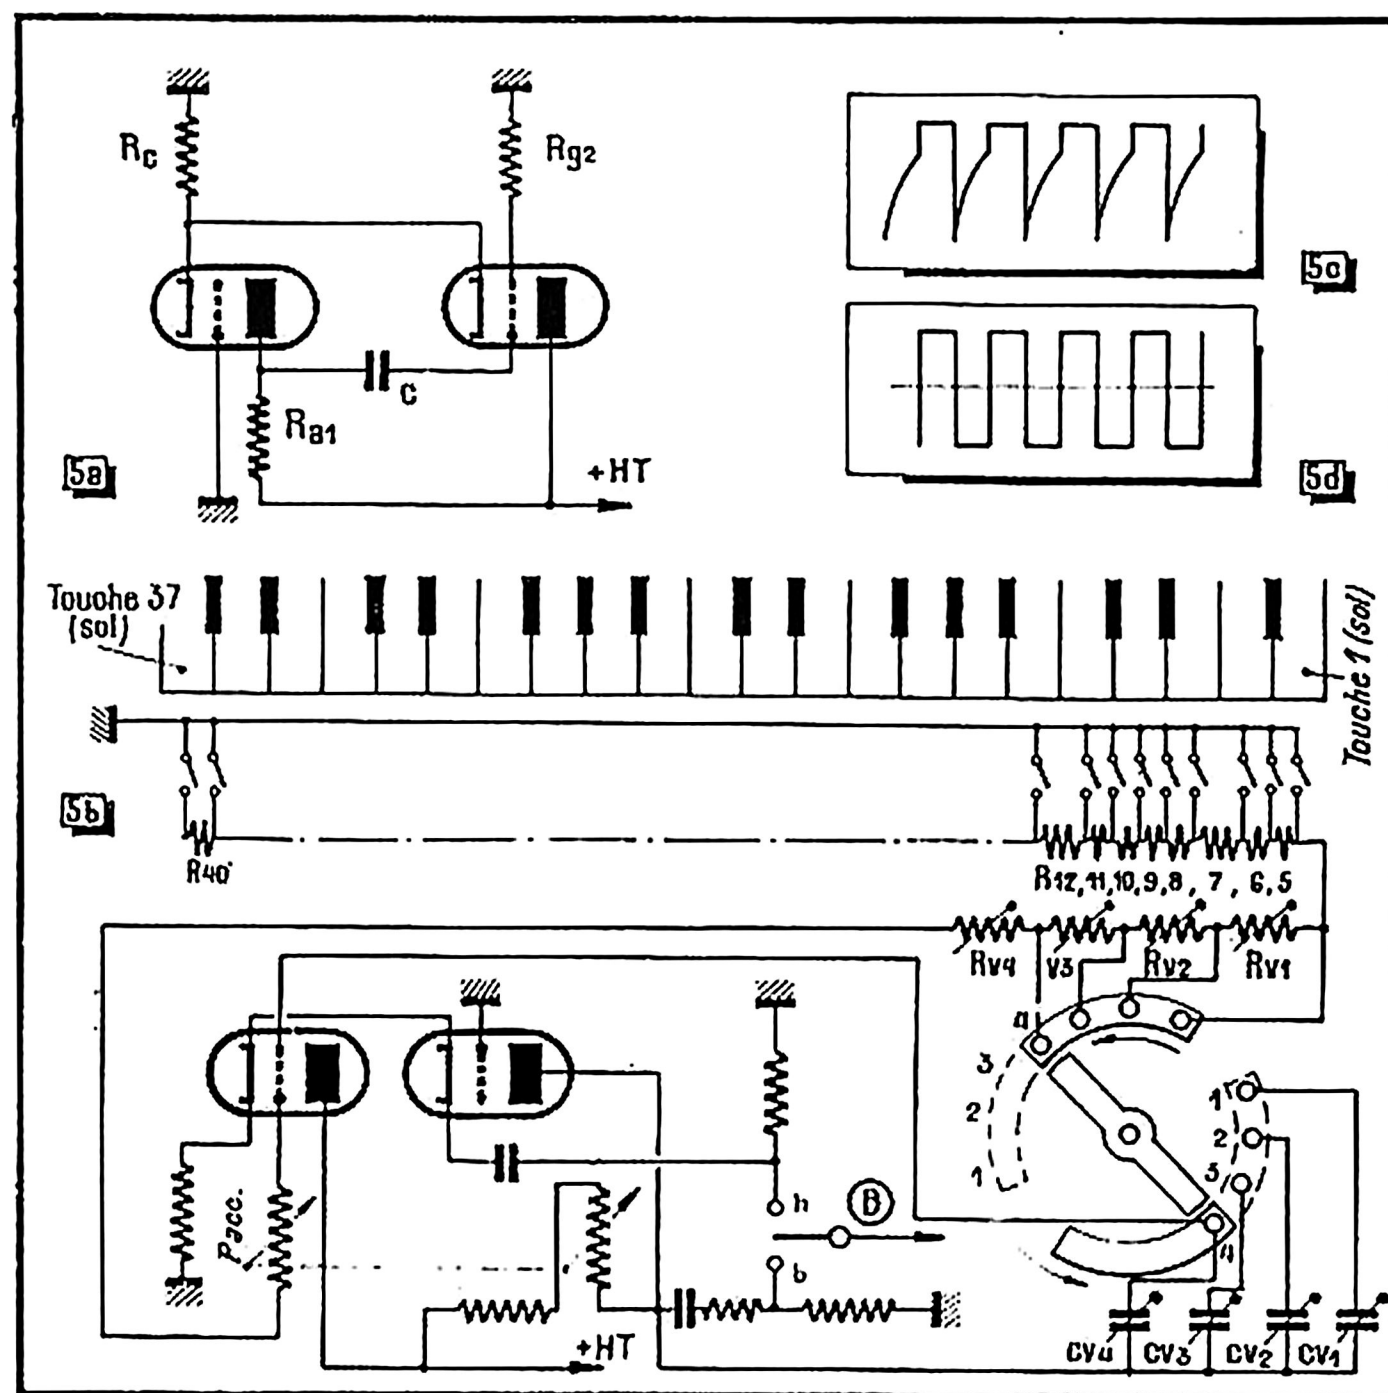 Rc
Rg2
C
Ra1
+HT
5a
5c
5d
Touche 37
(sol)
Touche 1 (sol)
5b
R40
R12, 11, 10, 9, 8, 7, 6, 5
Rv4
V3
Rv2
Rv1
4
3
2
1
1
2
3
4
Pacc.
h
B
b
+HT
CV4
CV3
CV2
CV1